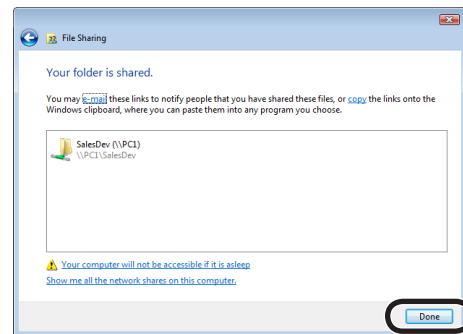 File Sharing
Your folder is shared.
You may e-mail these links to notify people that you have shared these files, or copy the links onto the
Windows clipboard, where you can paste them into any program you choose.
SalesDev (\\PC1)
\\PC1\SalesDev
Your computer will not be accessible if it is asleep
Show me all the network shares on this computer.
Done